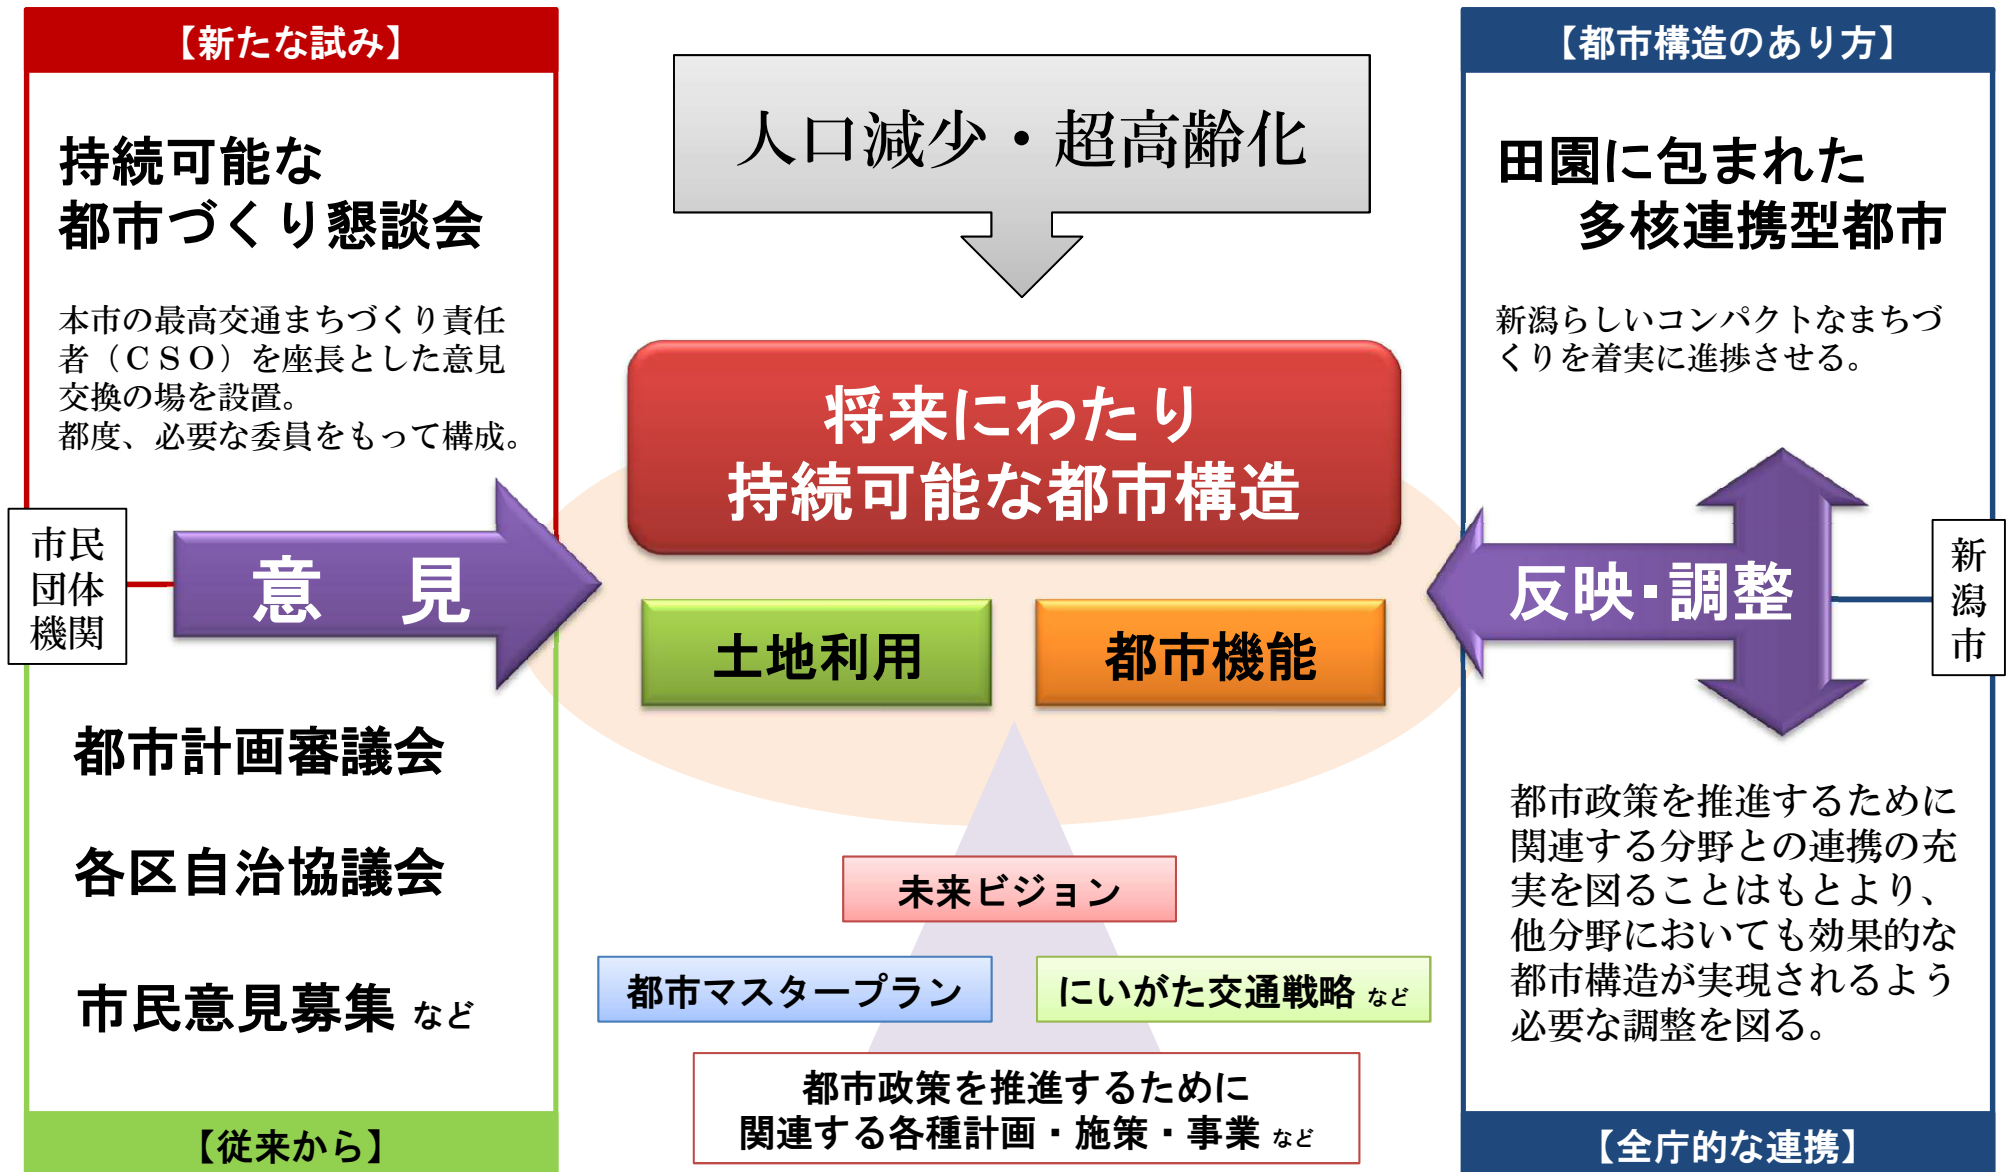 【新たな試み】
持続可能な
都市づくり懇談会
本市の最高交通まちづくり責任
者（ＣＳＯ）を座長とした意見
交換の場を設置。
都度、必要な委員をもって構成。
市民
団体
機関
意　見
都市計画審議会
各区自治協議会
市民意見募集 など
【従来から】
人口減少・超高齢化
将来にわたり
持続可能な都市構造
土地利用
都市機能
未来ビジョン
都市マスタープラン
にいがた交通戦略 など
都市政策を推進するために
関連する各種計画・施策・事業 など
【都市構造のあり方】
田園に包まれた
多核連携型都市
新潟らしいコンパクトなまちづ
くりを着実に進捗させる。
反映・調整
新
潟
市
都市政策を推進するために
関連する分野との連携の充
実を図ることはもとより、
他分野においても効果的な
都市構造が実現されるよう
必要な調整を図る。
【全庁的な連携】